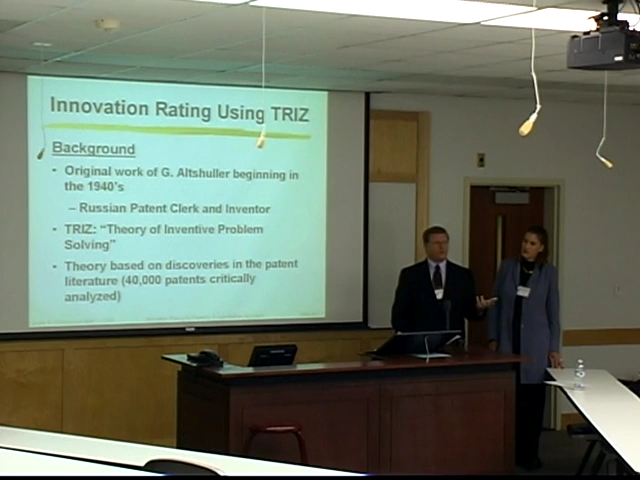 Innovation Rating Using TRIZ
Background
• Original work of G. Altshuller beginning in
the 1940's
– Russian Patent Clerk and Inventor
• TRIZ: “Theory of Inventive Problem
Solving”
• Theory based on discoveries in the patent
literature (40,000 patents critically
analyzed)